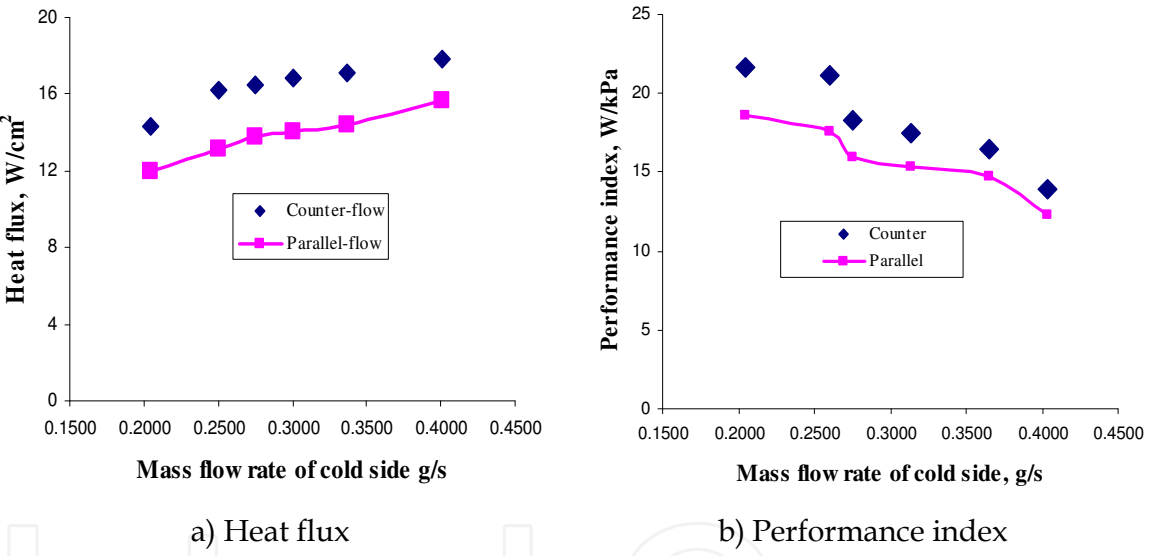 20
16
12
8
4
0
Heat flux, W/cm²
0.1500 0.2000 0.2500 0.3000 0.3500 0.4000 0.4500
Mass flow rate of cold side g/s
Counter-flow
Parallel-flow
a) Heat flux
25
20
15
10
5
0
Performance index, W/kPa
0.1500 0.2000 0.2500 0.3000 0.3500 0.4000 0.4500
Mass flow rate of cold side, g/s
Counter
Parallel
b) Performance index